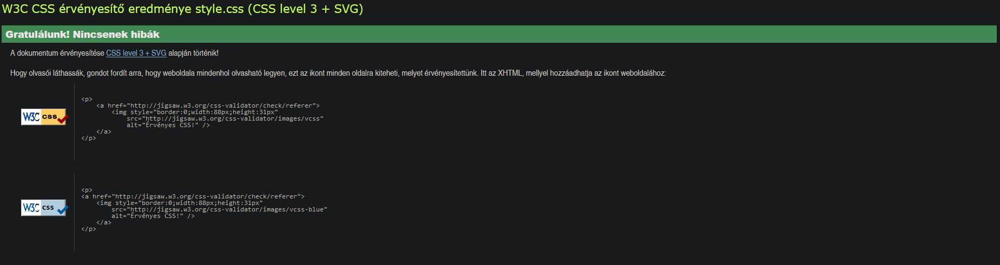 W3C CSS érvényesítő eredménye style.css (CSS level 3 + SVG)
Gratulálunk! Nincsenek hibák
A dokumentum érvényesítése CSS level 3 + SVG alapján történik!
Hogy olvasói láthassák, gondot fordít arra, hogy weboldala mindenhol olvasható legyen, ezt az ikont minden oldalra kiteheti, melyet érvényesítettünk. Itt az XHTML, mellyel hozzáadhatja az ikont weboldalához:
W3C css
<p>
<a href="http://jigsaw.w3.org/css-validator/check/referer">
<img style="border:0;width:88px;height:31px"
src="http://jigsaw.w3.org/css-validator/images/vcss"
alt="Érvényes CSS!" />
</a>
</p>
W3C css
<p>
<a href="http://jigsaw.w3.org/css-validator/check/referer">
<img style="border:0;width:88px;height:31px"
src="http://jigsaw.w3.org/css-validator/images/vcss-blue"
alt="Érvényes CSS!" />
</a>
</p>